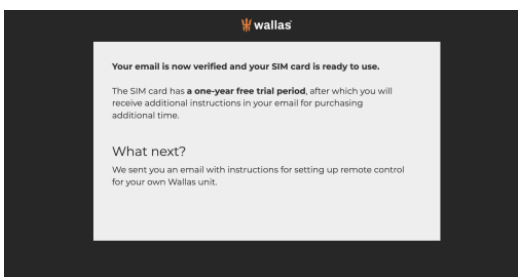 wallas
Your email is now verified and your SIM card is ready to use.
The SIM card has a one-year free trial period, after which you will
receive additional instructions in your email for purchasing
additional time.
What next?
We sent you an email with instructions for setting up remote control
for your own Wallas unit.